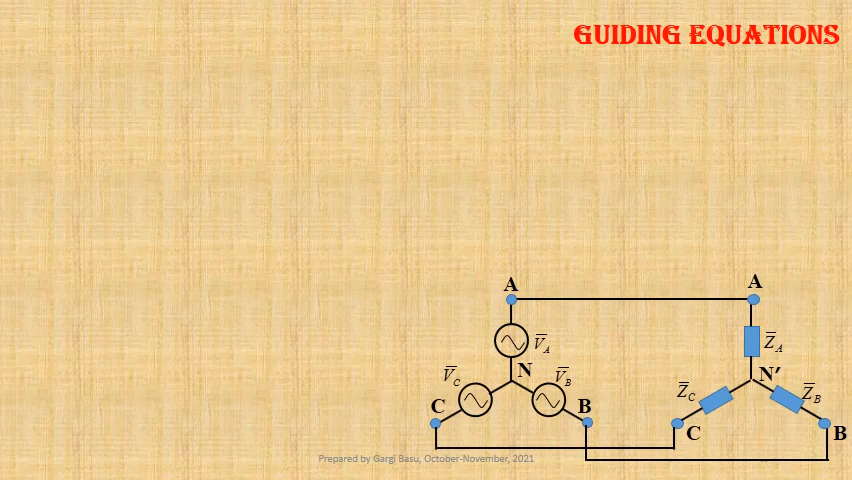 GUIDING EQUATIONS
A
A
V̅A
Z̅A
N
N′
V̅C
V̅B
Z̅C
Z̅B
C
B
C
B
Prepared by Gargi Basu, October-November, 2021